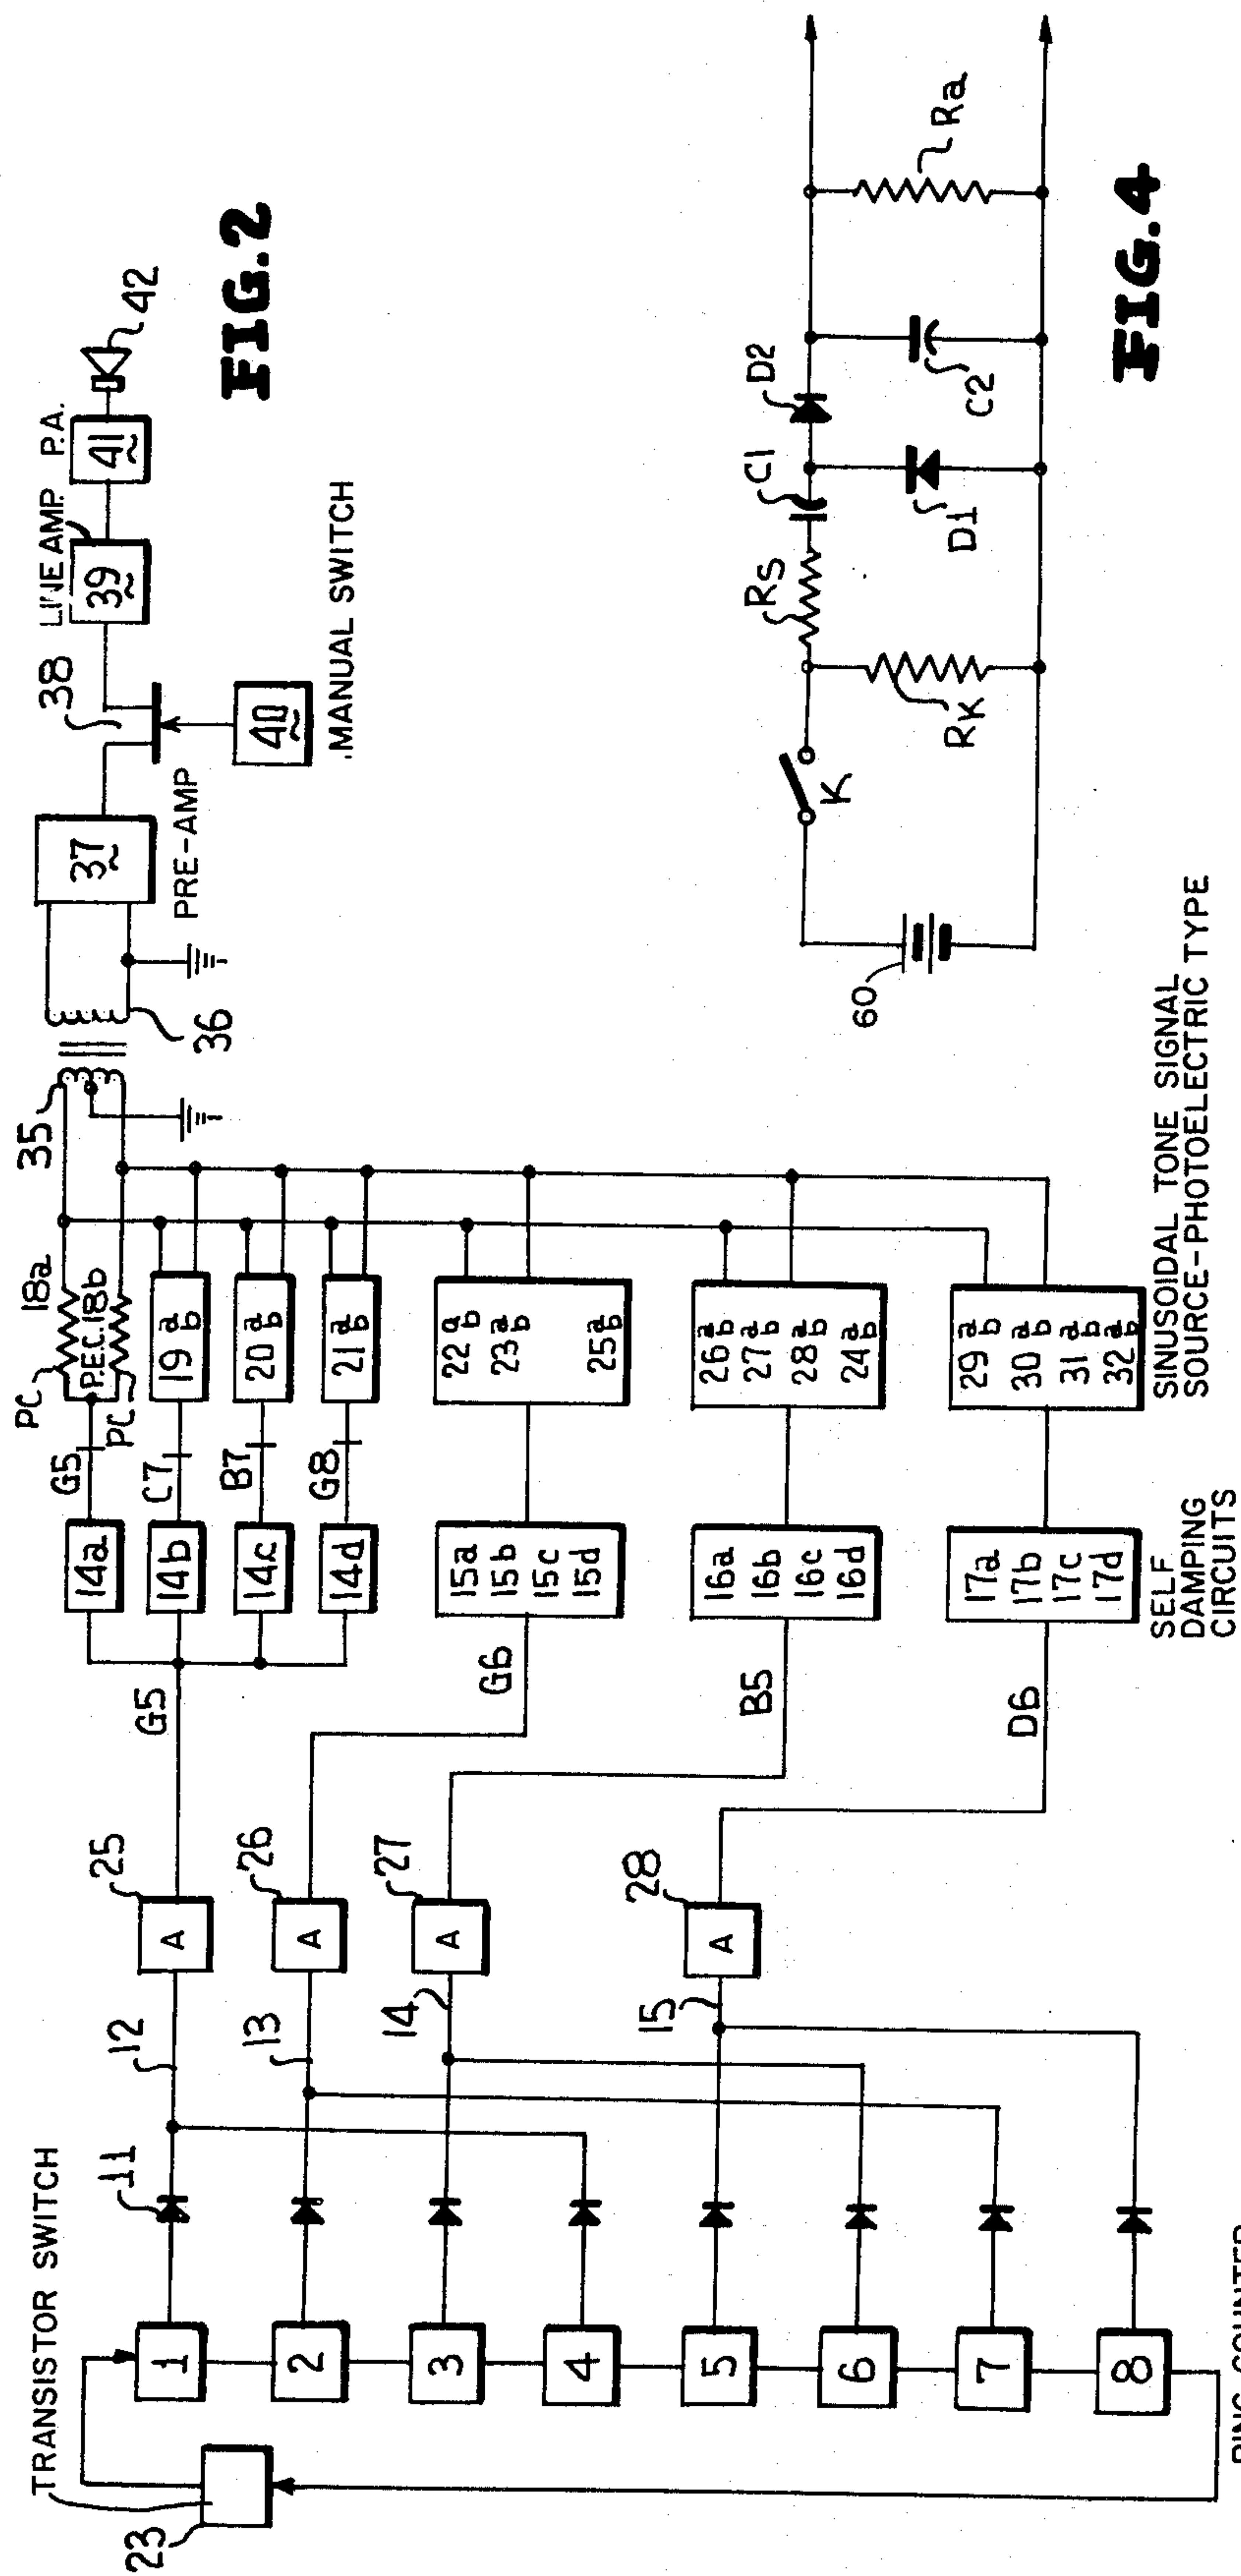 TRANSISTOR SWITCH
23
1
2
3
4
5
6
7
8
RING COUNTER
11
12
13
14
15
25
A
26
A
27
A
28
A
G5
G6
B5
D6
14a
14b
14c
14d
15a
15b
15c
15d
16a
16b
16c
16d
17a
17b
17c
17d
SELF
DAMPING
CIRCUITS
G5
C7
B7
G8
PC
PC
18a
P.E.C. 18b
19 a b
20 a b
21 a b
22 a b
23 a b
25 a b
26 a b
27 a b
28 a b
24 a b
29 a b
30 a b
31 a b
32 a b
SINUSOIDAL TONE SIGNAL
SOURCE-PHOTOELECTRIC TYPE
35
36
37
PRE-AMP
38
40
MANUAL SWITCH
LINE AMP.
39
P.A.
41
42
FIG.2
60
K
RK
RS
C1
D1
D2
C2
Ra
FIG.4